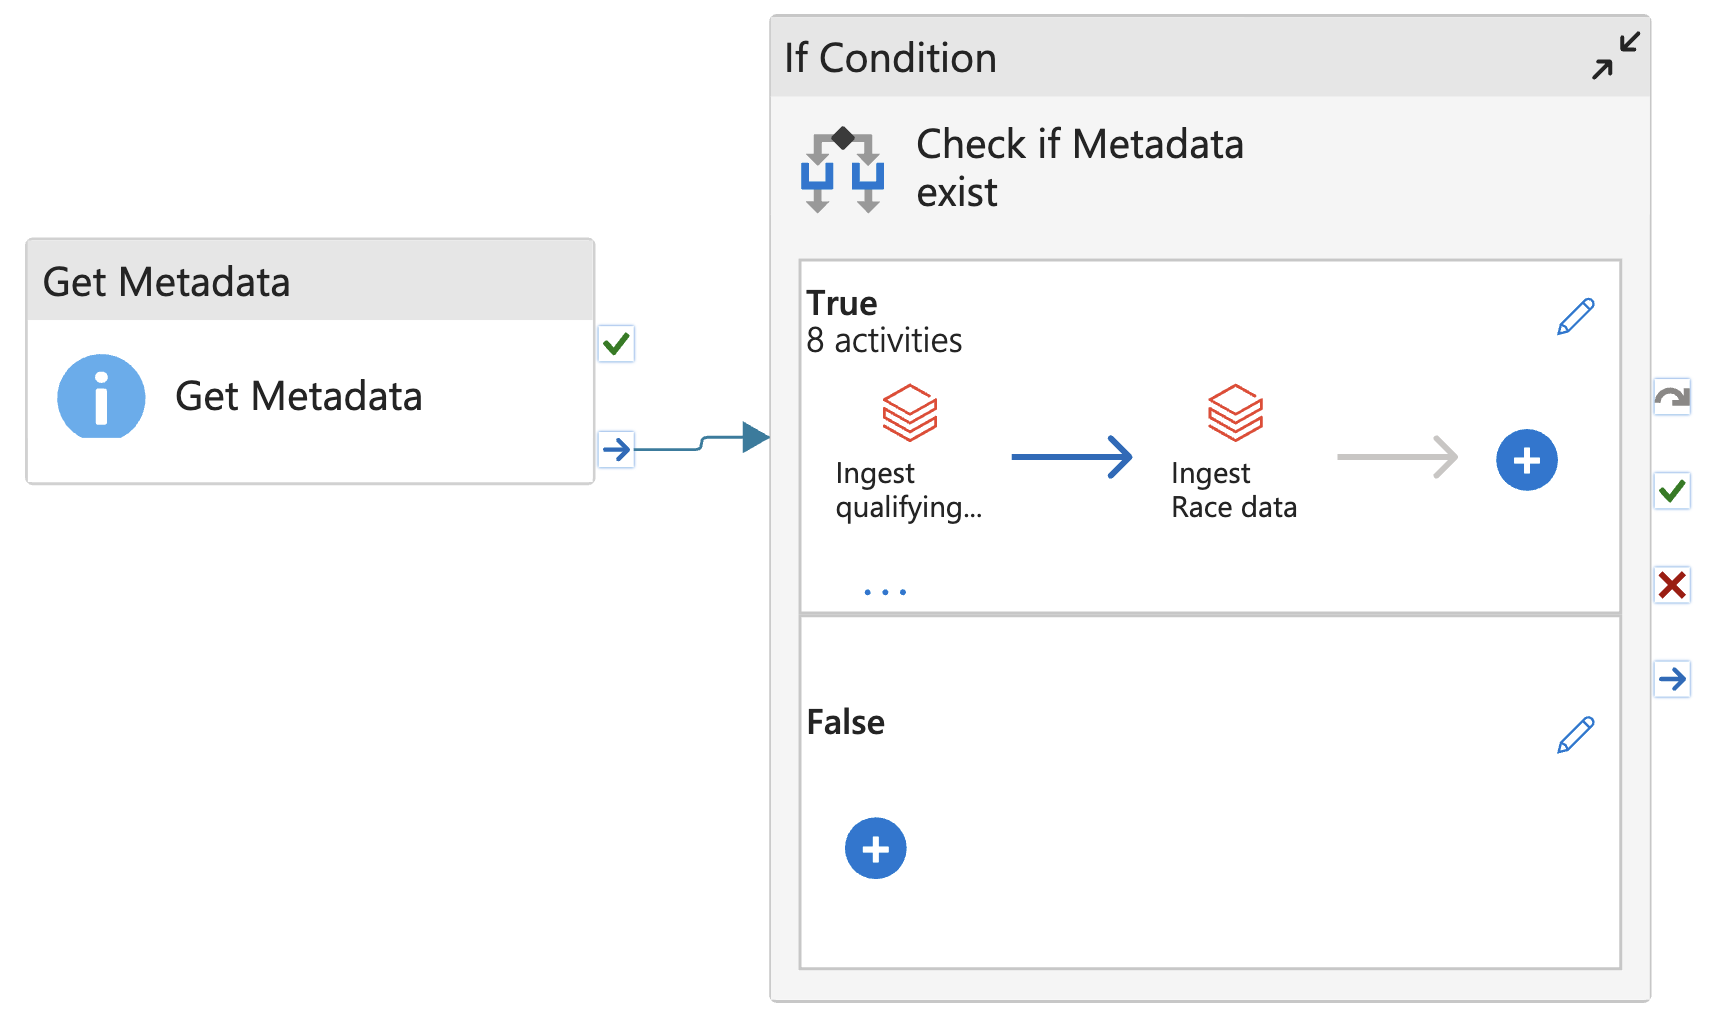 Get Metadata
Get Metadata
If Condition
Check if Metadata
exist
True
8 activities
Ingest
qualifying...
Ingest
Race data
...
False